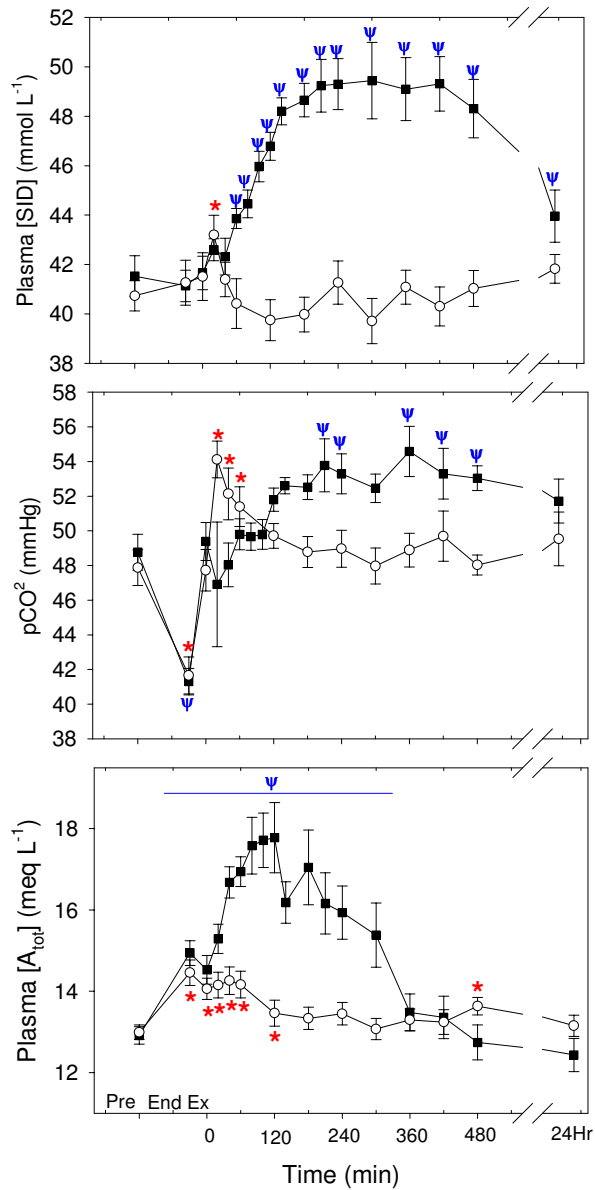 52
50
48
46
44
42
40
38
Plasma [SID] (mmol L⁻¹)
ψ ψ ψ ψ ψ ψ ψ ψ ψ ψ ψ ψ ψ ψ
*
58
56
54
52
50
48
46
44
42
40
38
pCO² (mmHg)
* * * *
ψ ψ ψ ψ ψ ψ
18
16
14
12
Plasma [Aₜₒₜ] (meq L⁻¹)
ψ
* * * * * * *
Pre End Ex
0 120 240 360 480 24Hr
Time (min)